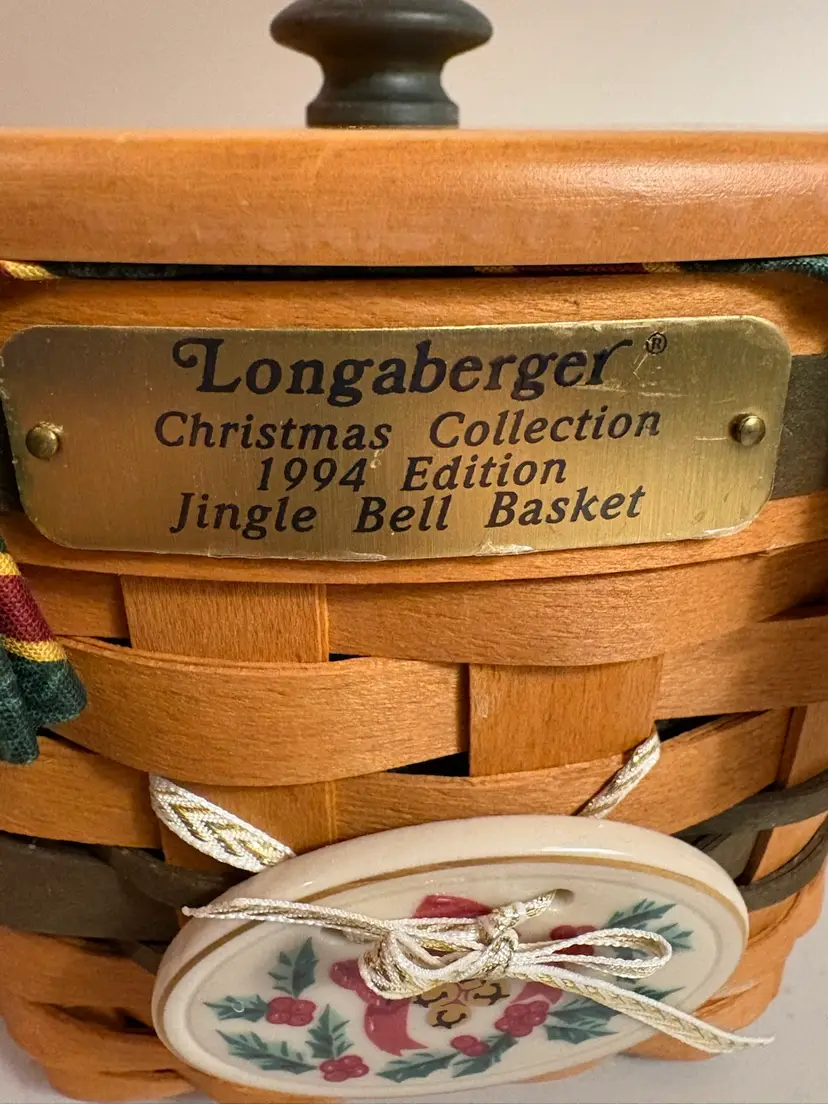 Longaberger®
Christmas Collection
1994 Edition
Jingle Bell Basket